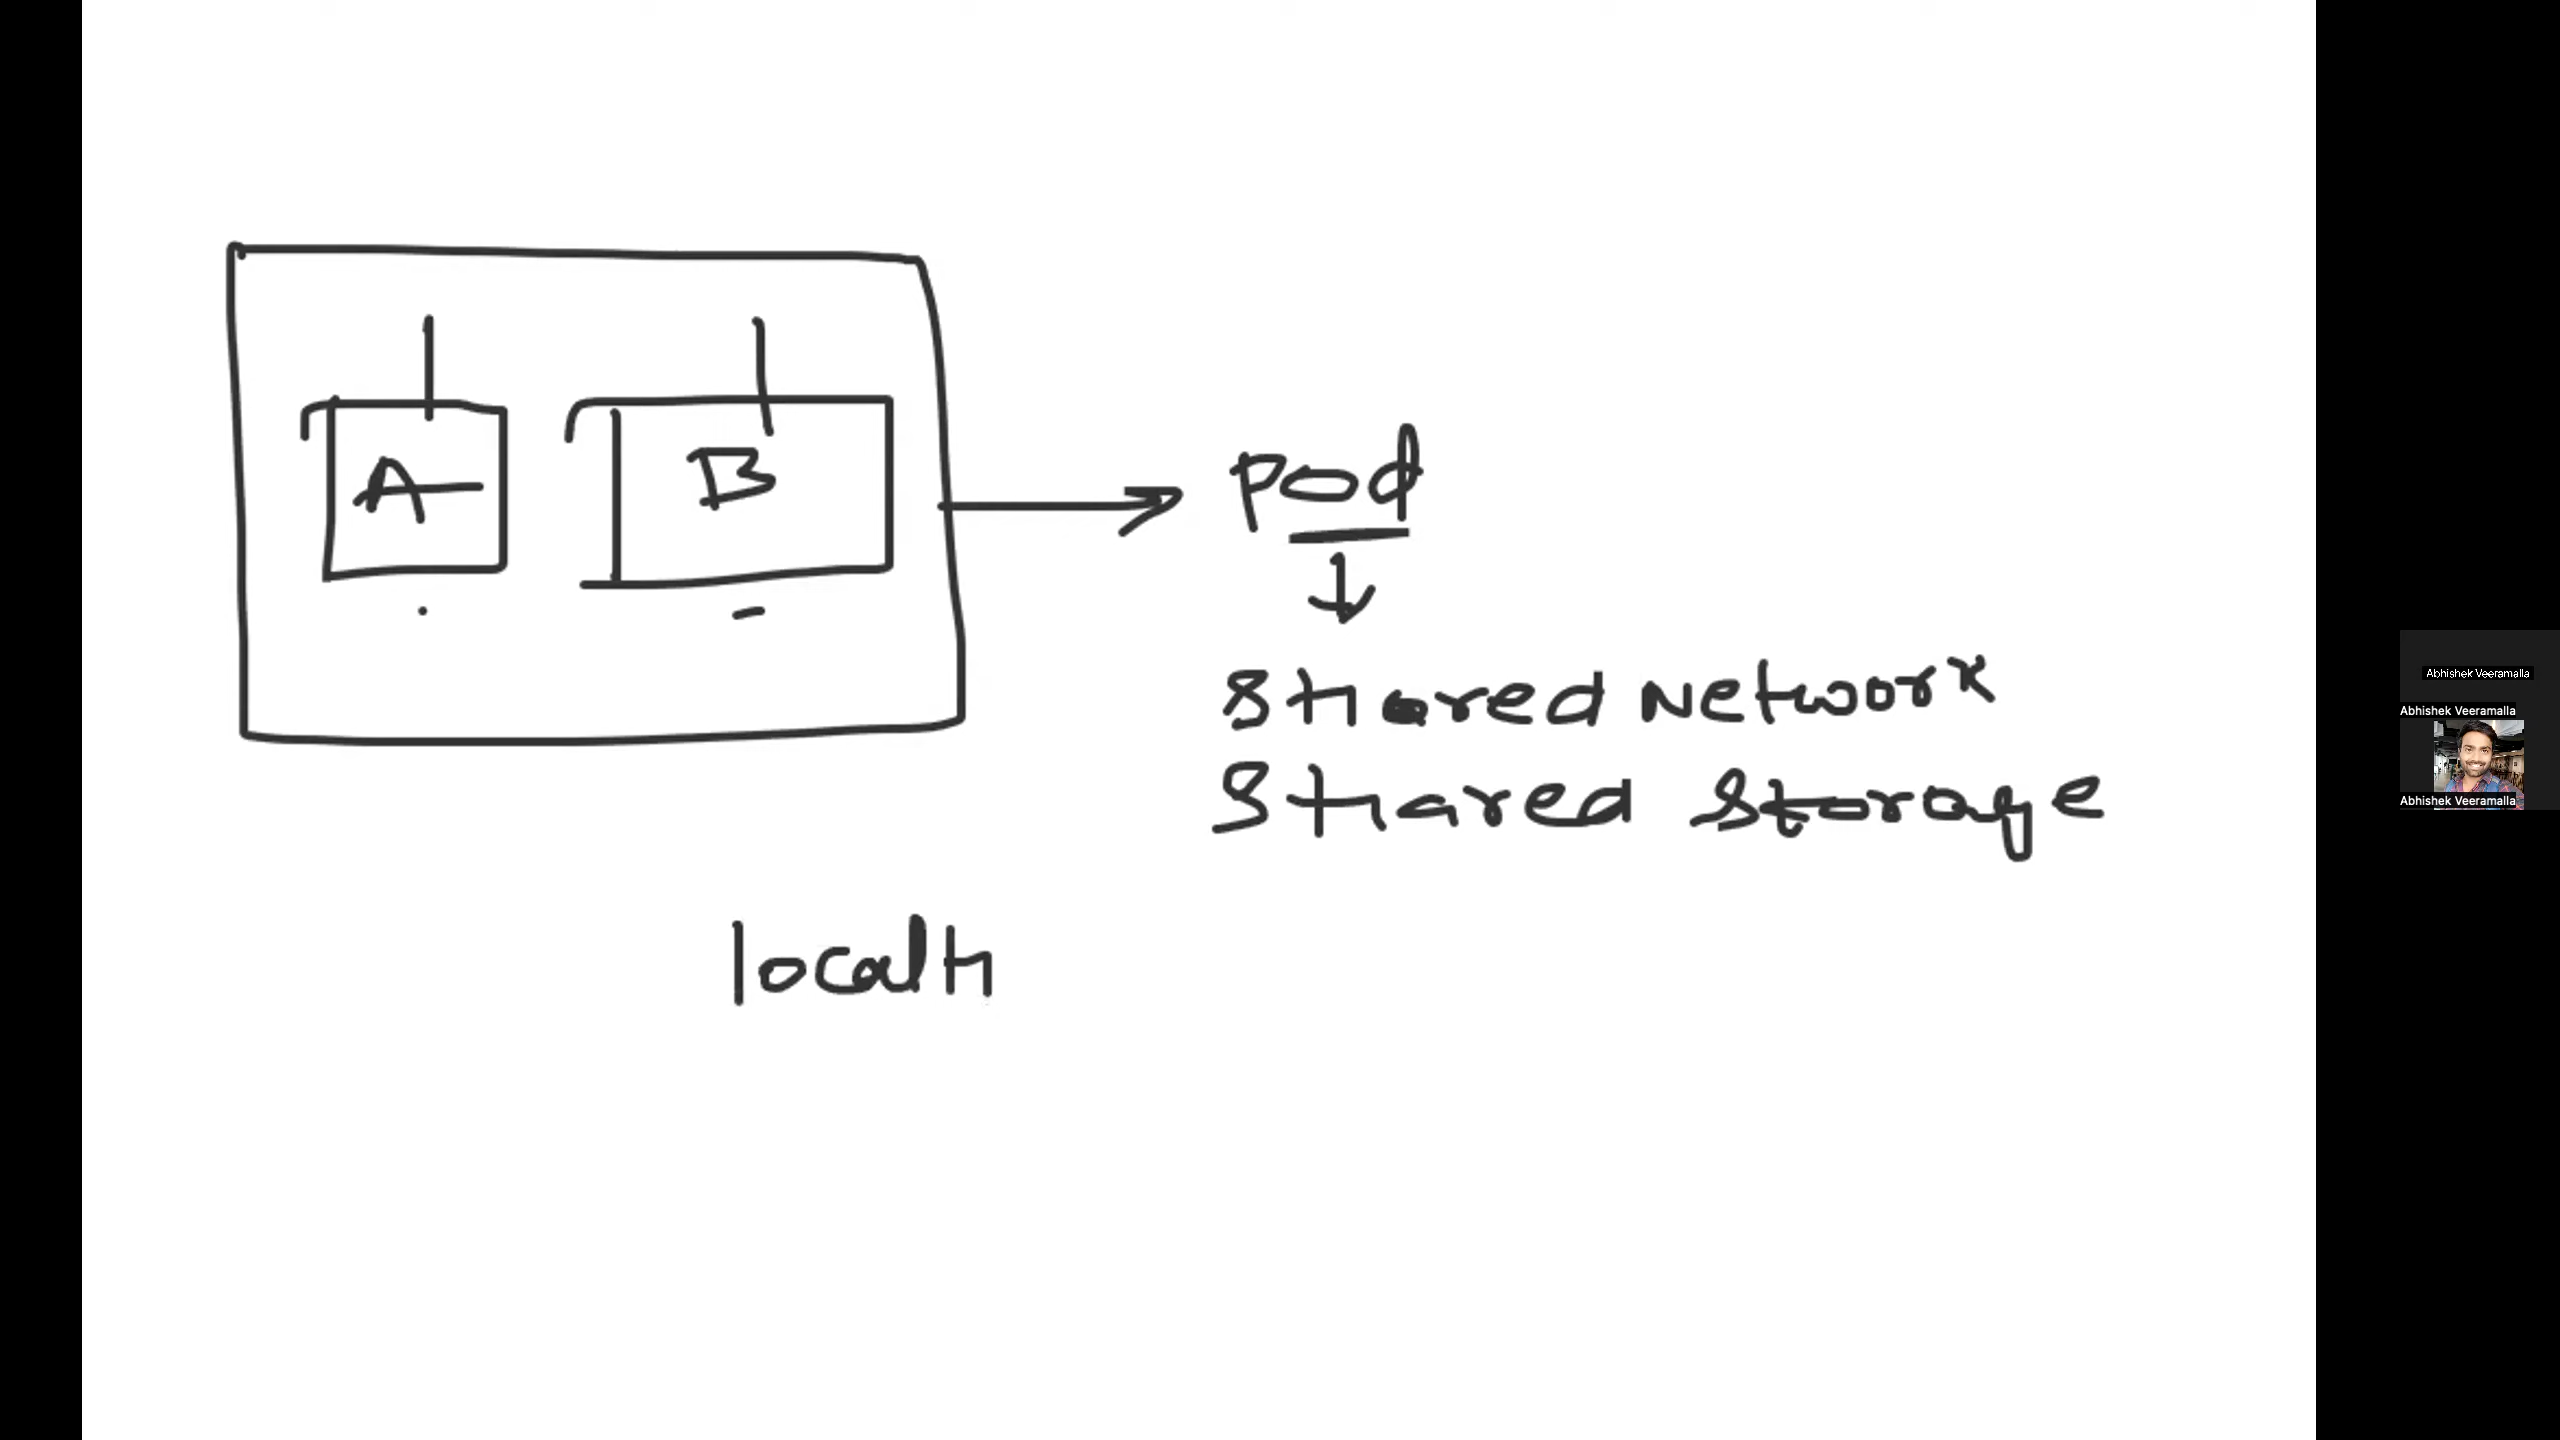 A
B
pod
shared Network
shared storage
localh
Abhishek Veeramalla
Abhishek Veeramalla
Abhishek Veeramalla